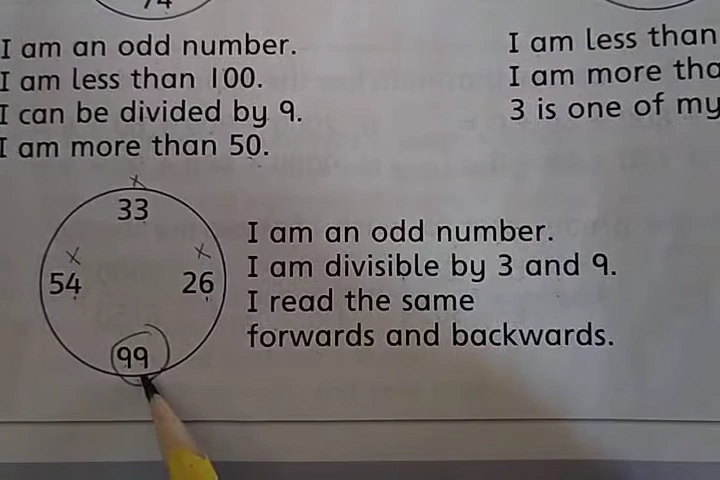 74
I am an odd number.
I am less than 100.
I can be divided by 9.
I am more than 50.
I am less than
I am more tha
3 is one of my
x
33
x
x
54
26
99
I am an odd number.
I am divisible by 3 and 9.
I read the same
forwards and backwards.